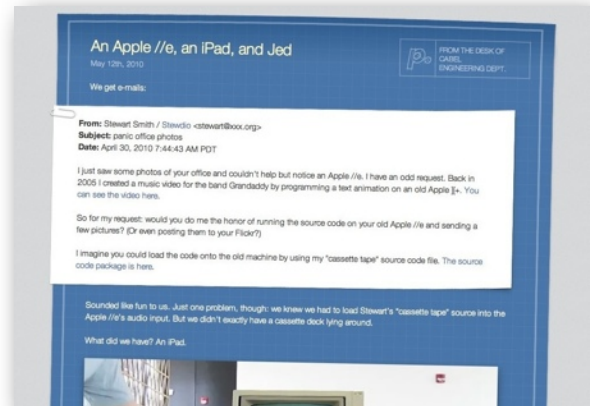 An Apple //e, an iPad, and Jed
May 12th, 2010
FROM THE DESK OF
CABEL
ENGINEERING DEPT.
We get e-mails:
From: Stewart Smith / Stewdio <stewart@xxx.org>
Subject: panic office photos
Date: April 30, 2010 7:44:43 AM PDT
I just saw some photos of your office and couldn't help but notice an Apple //e. I have an odd request. Back in
2005 I created a music video for the band Grandaddy by programming a text animation on an old Apple ][+. You
can see the video here.
So for my request: would you do me the honor of running the source code on your old Apple //e and sending a
few pictures? (Or even posting them to your Flickr?)
I imagine you could load the code onto the old machine by using my "cassette tape" source code file. The source
code package is here.
Sounded like fun to us. Just one problem, though: we knew we had to load Stewart's "cassette tape" source into the
Apple //e's audio input. But we didn't exactly have a cassette deck lying around.
What did we have? An iPad.